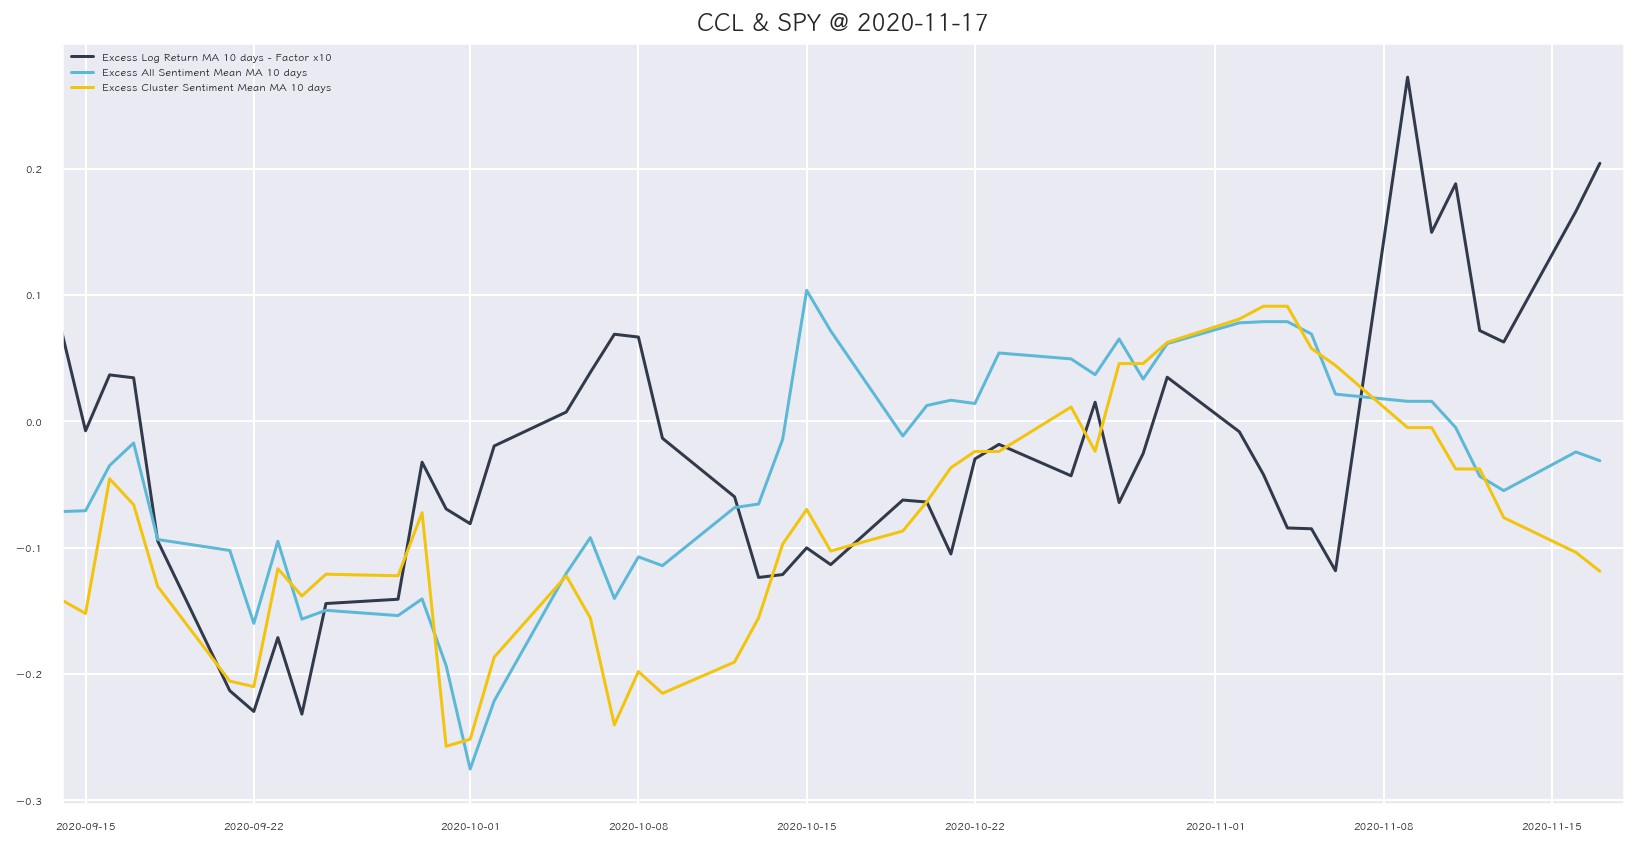 CCL & SPY @ 2020-11-17
Excess Log Return MA 10 days - Factor x10
Excess All Sentiment Mean MA 10 days
Excess Cluster Sentiment Mean MA 10 days
0.2
0.1
0.0
−0.1
−0.2
−0.3
2020-09-15 2020-09-22 2020-10-01 2020-10-08 2020-10-15 2020-10-22 2020-11-01 2020-11-08 2020-11-15